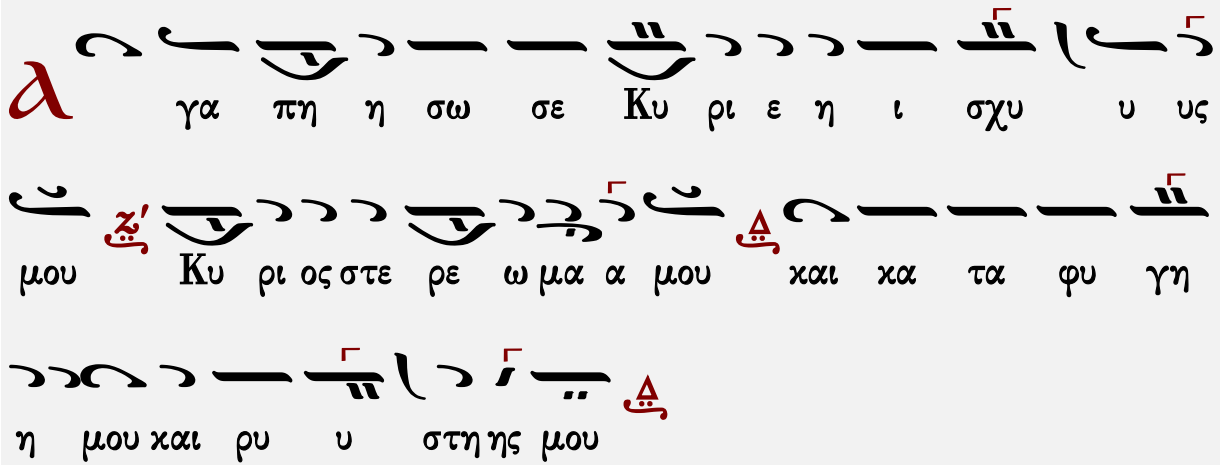 α γα πη η σω σε Κυ ρι ε η ι σχυ υ υς
μου ζʹ Κυ ρι ος στε ρε ω μα α μου Δ και κα τα φυ γη
η μου και ρυ υ στη ης μου Δ